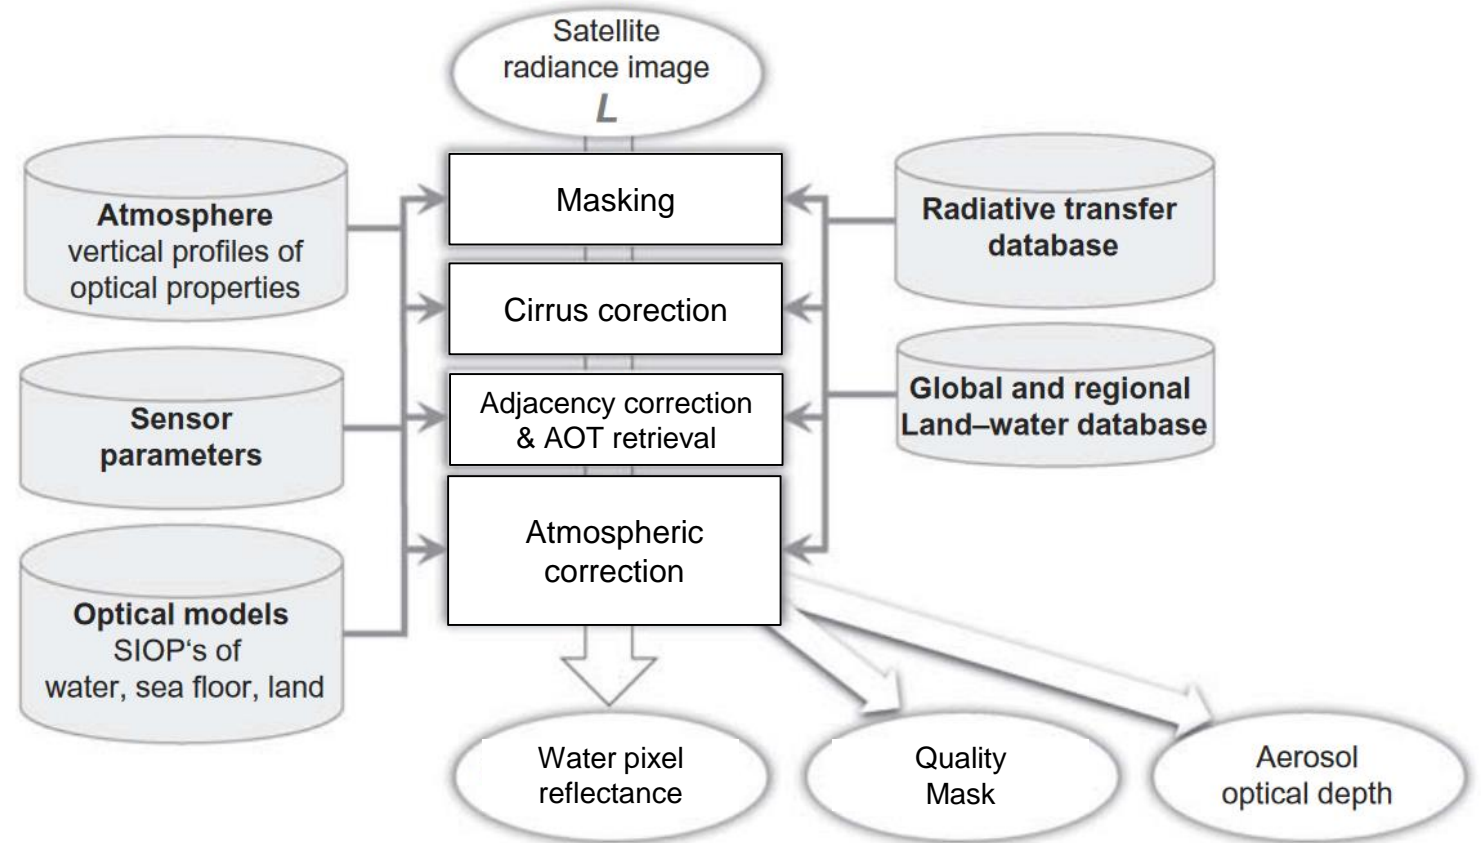 Satellite
radiance image
L
Masking
Cirrus corection
Adjacency correction
& AOT retrieval
Atmospheric
correction
Atmosphere
vertical profiles of
optical properties
Sensor
parameters
Optical models
SIOP‘s of
water, sea floor, land
Radiative transfer
database
Global and regional
Land–water database
Water pixel
reflectance
Quality
Mask
Aerosol
optical depth